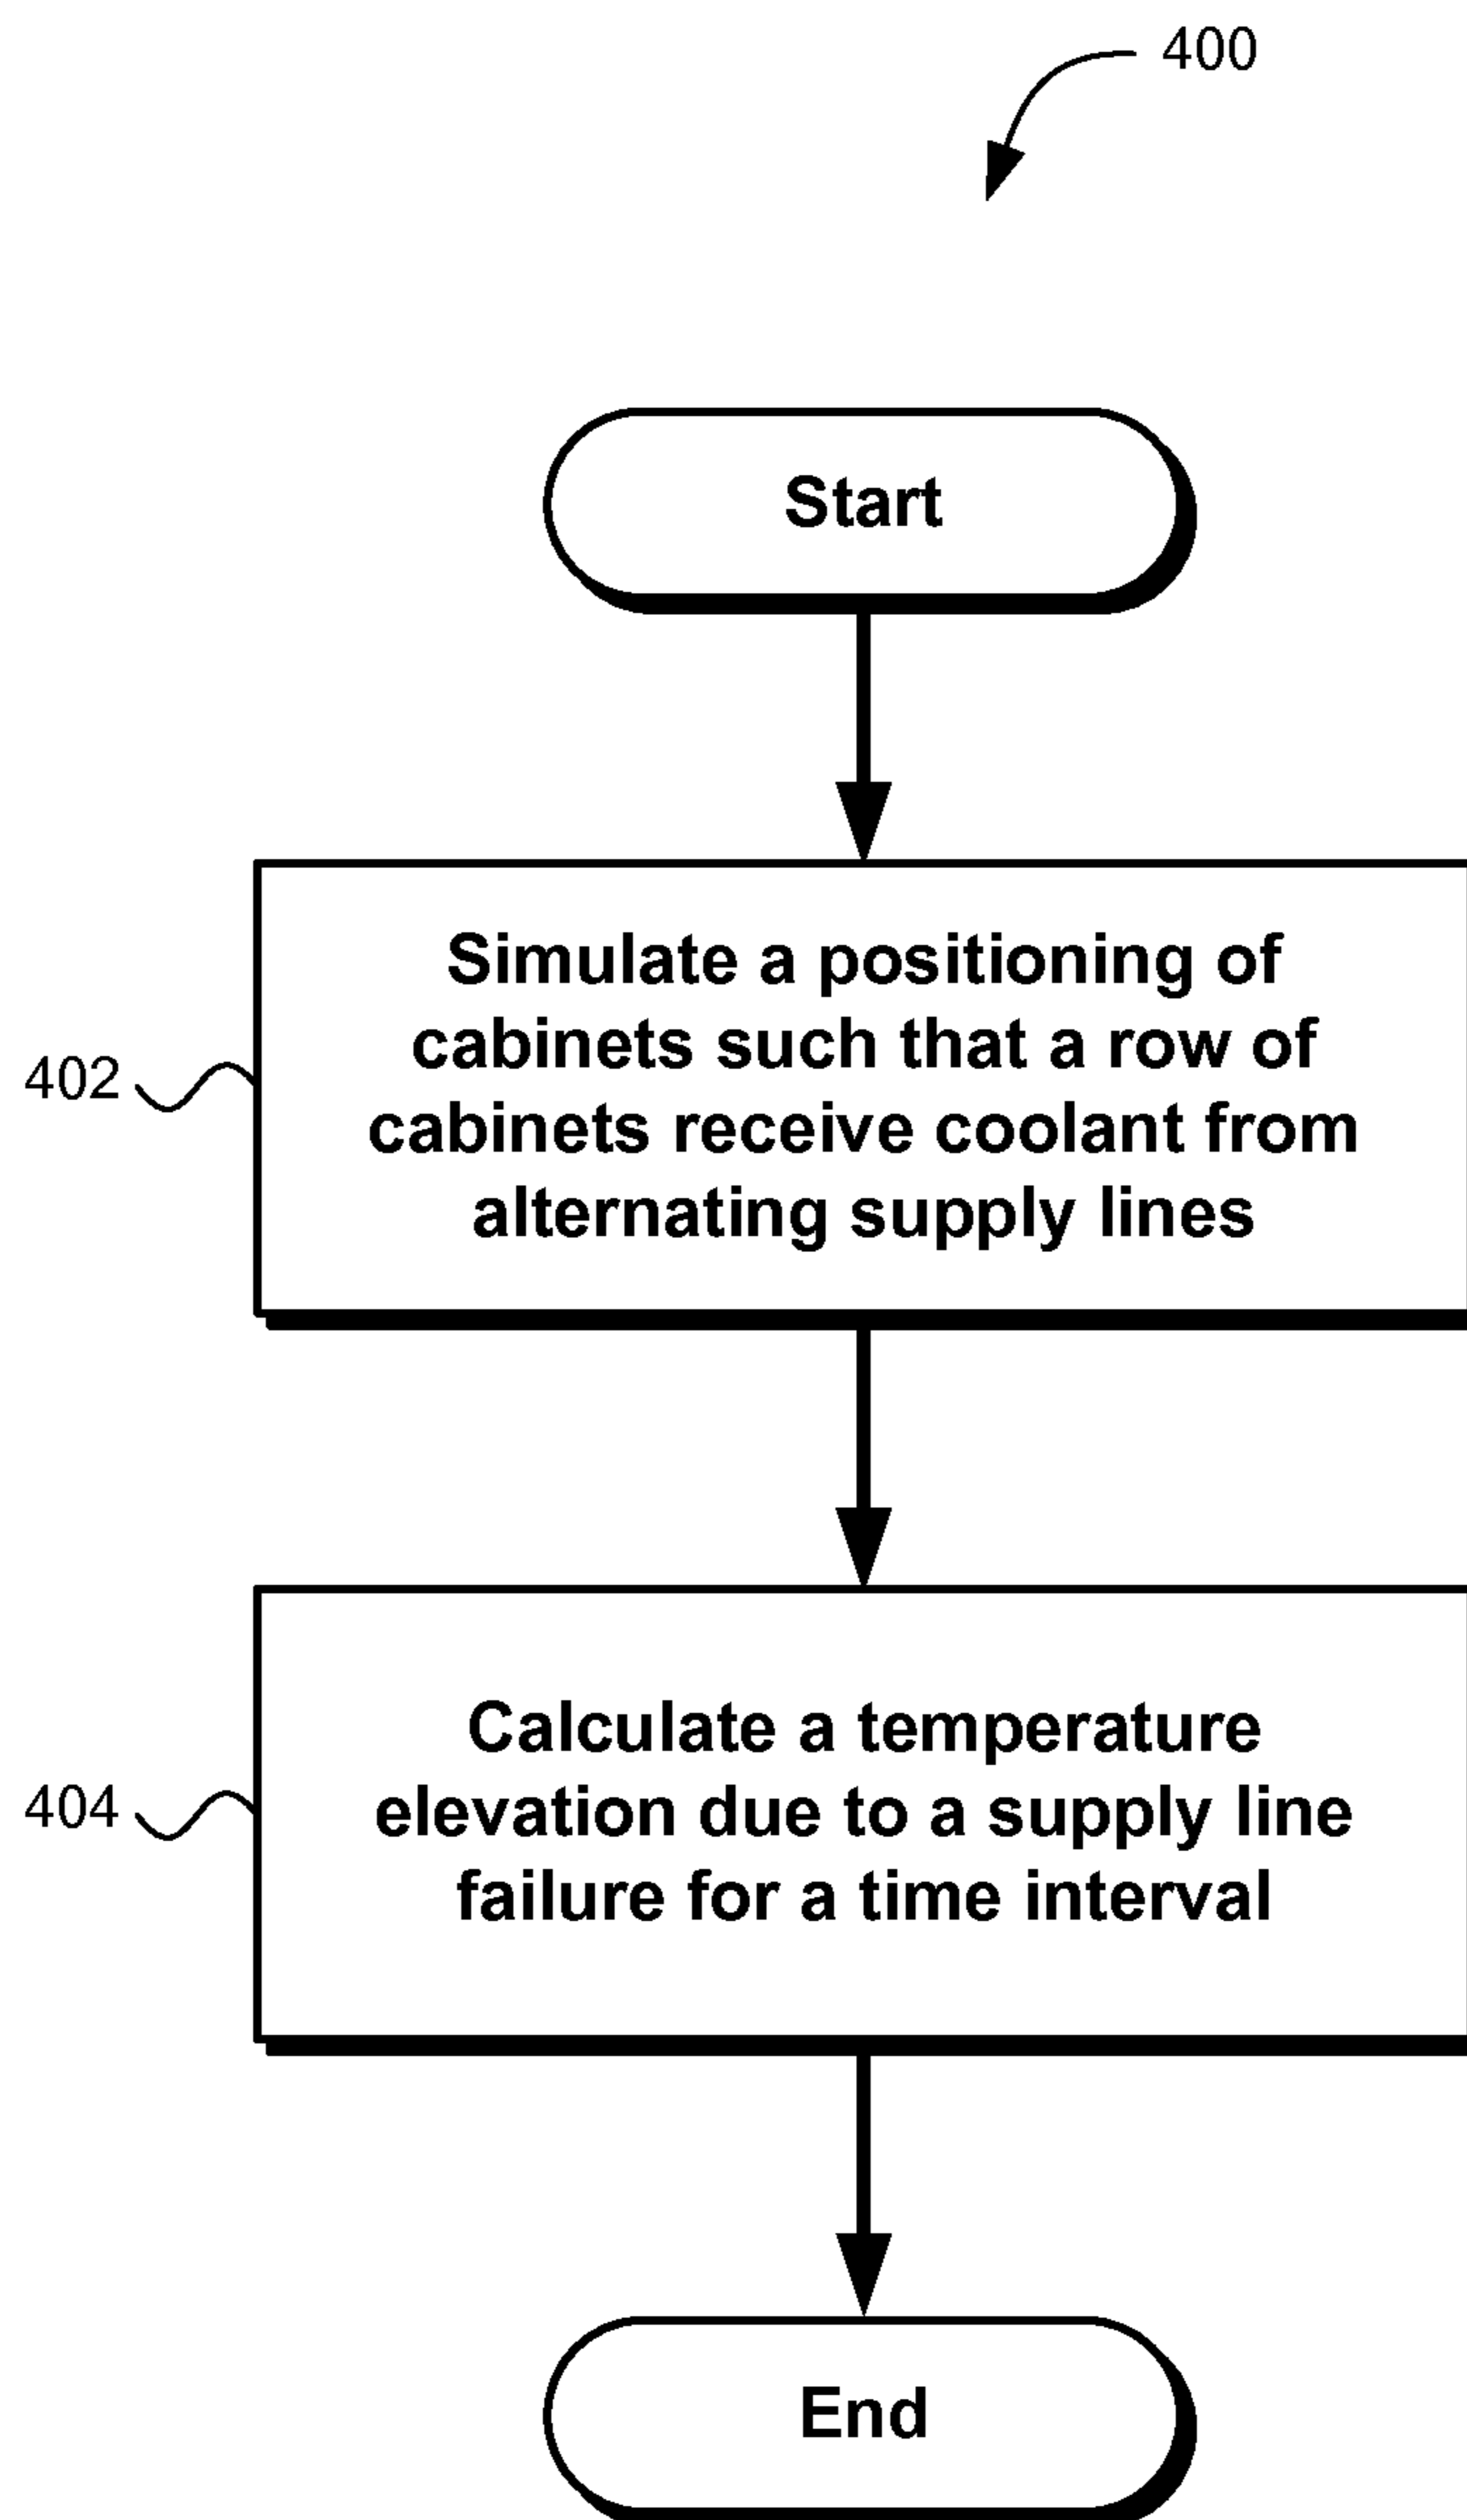 400
Start
Simulate a positioning of
cabinets such that a row of
402
cabinets receive coolant from
alternating supply lines
Calculate a temperature
404
elevation due to a supply line
failure for a time interval
End